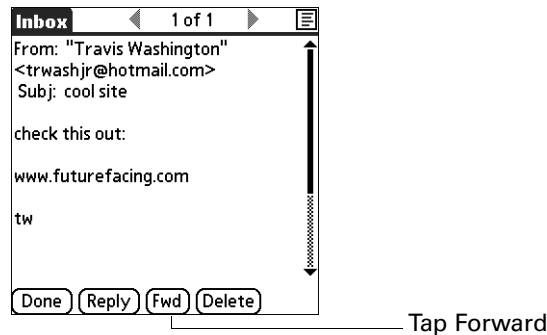 Inbox 1 of 1
From: "Travis Washington"
<trwashjr@hotmail.com>
Subj: cool site
check this out:
www.futurefacing.com
tw
Done Reply Fwd Delete
Tap Forward